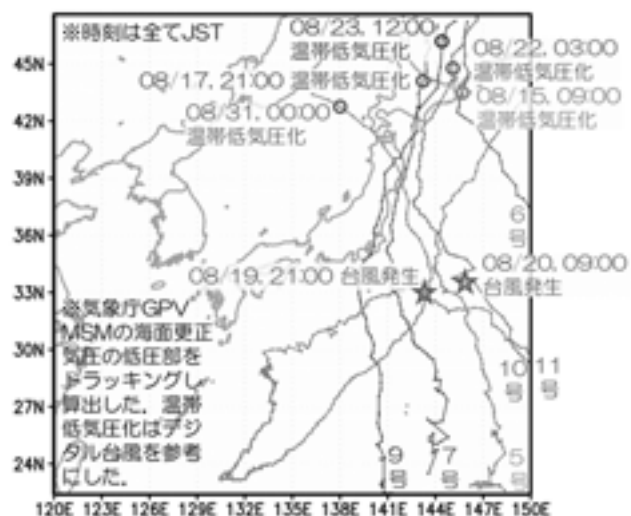 ※時刻は全てJST
08/23, 12:00
温帯低気圧化
08/22, 03:00
温帯低気圧化
08/17, 21:00 温帯低気圧化
08/15, 09:00
温帯低気圧化
08/31, 00:00
温帯低気圧化
6号
08/19, 21:00 台風発生
08/20, 09:00
台風発生
※気象庁GPV
MSMの海面更正
気圧の低圧部を
トラッキングし
算出した．温帯
低気圧化はデジ
タル台風を参考
にした．
10号
11号
9号
7号
5号
45N
42N
39N
36N
33N
30N
27N
24N
120E 123E 126E 129E 132E 135E 138E 141E 144E 147E 150E